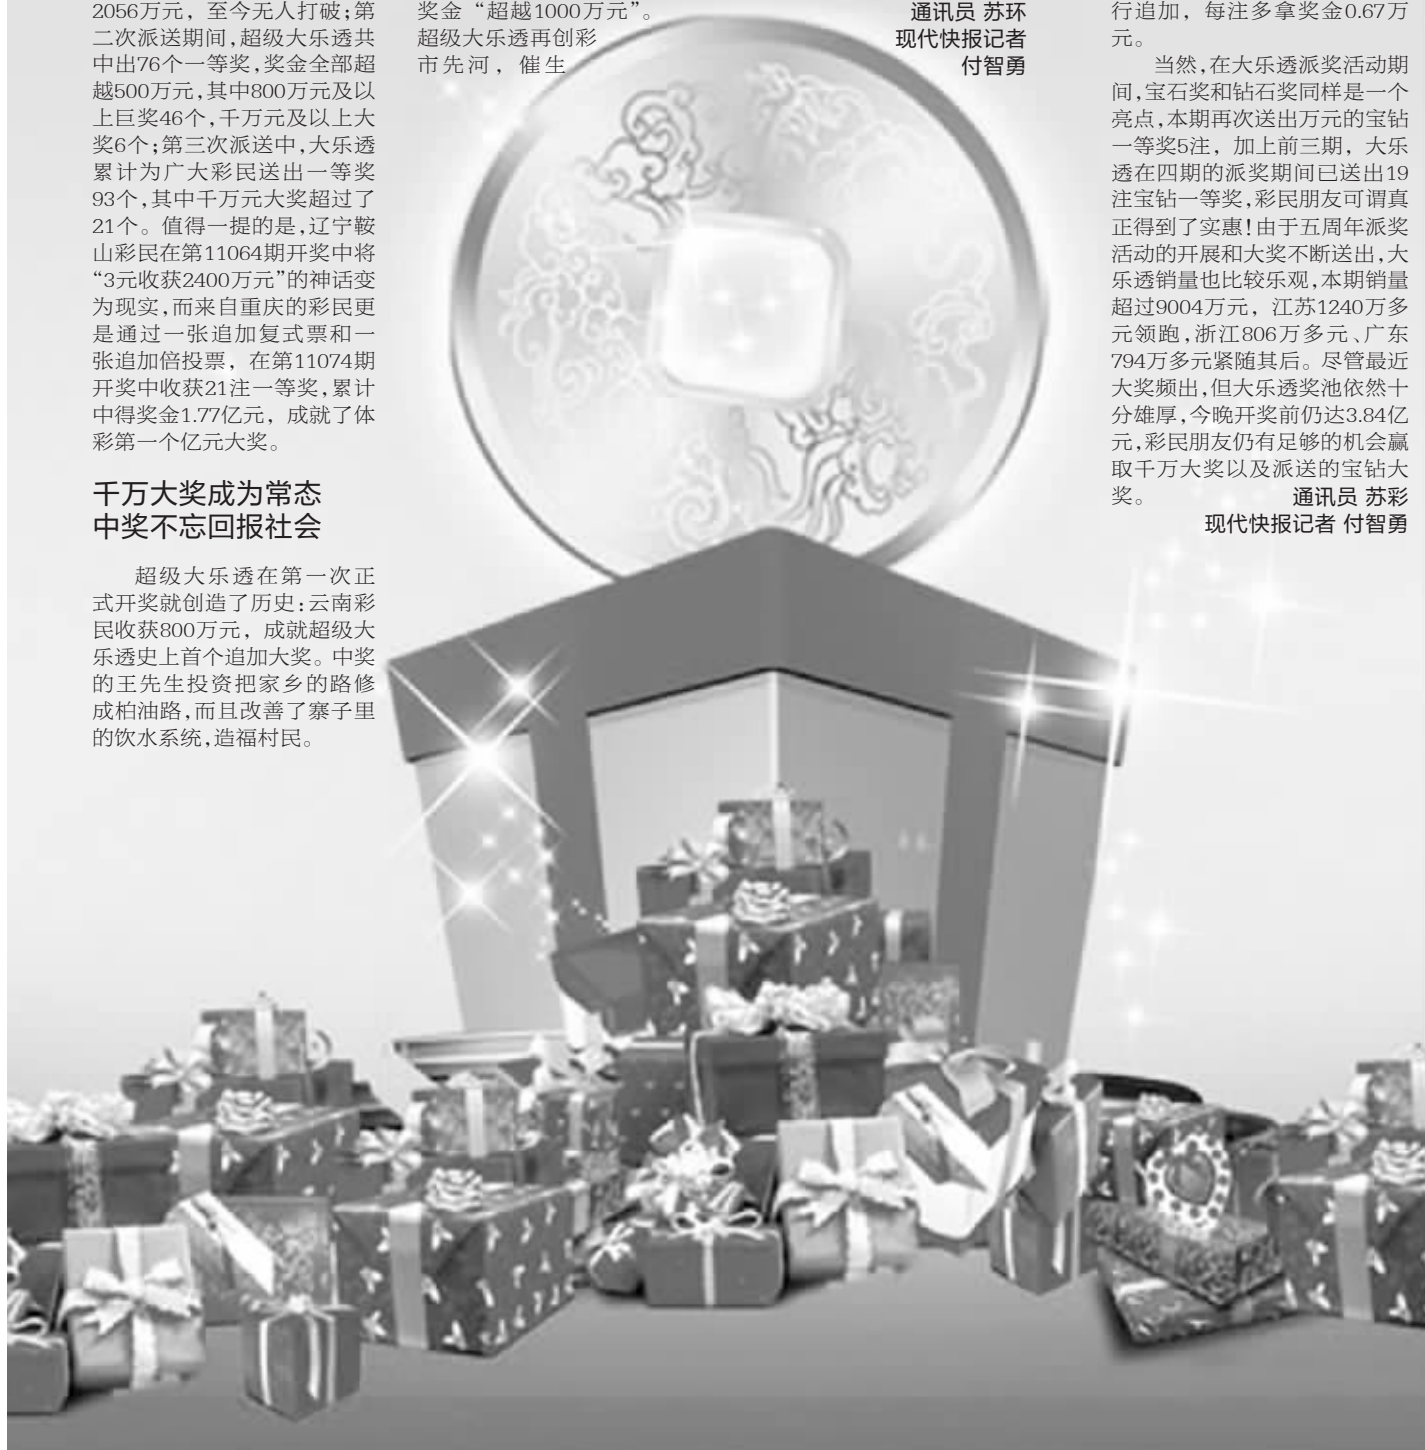 2056万元，至今无人打破；第
二次派送期间，超级大乐透共
中出76个一等奖，奖金全部超
越500万元，其中800万元及以
上巨奖46个，千万元及以上大
奖6个；第三次派送中，大乐透
累计为广大彩民送出一等奖
93个，其中千万元大奖超过了
21个。值得一提的是，辽宁鞍
山彩民在第11064期开奖中将
“3元收获2400万元”的神话变
为现实，而来自重庆的彩民更
是通过一张追加复式票和一
张追加倍投票，在第11074期
开奖中收获21注一等奖，累计
中得奖金1.77亿元，成就了体
彩第一个亿元大奖。
千万大奖成为常态
中奖不忘回报社会
超级大乐透在第一次正
式开奖就创造了历史：云南彩
民收获800万元，成就超级大
乐透史上首个追加大奖。中奖
的王先生投资把家乡的路修
成柏油路，而且改善了寨子里
的饮水系统，造福村民。
奖金“超越1000万元”。
超级大乐透再创彩
市先河，催生
通讯员 苏环
现代快报记者
付智勇
行追加，每注多拿奖金0.67万
元。
当然，在大乐透派奖活动期
间，宝石奖和钻石奖同样是一个
亮点，本期再次送出万元的宝钻
一等奖5注，加上前三期，大乐
透在四期的派奖期间已送出19
注宝钻一等奖，彩民朋友可谓真
正得到了实惠！由于五周年派奖
活动的开展和大奖不断送出，大
乐透销量也比较乐观，本期销量
超过9004万元，江苏1240万多
元领跑，浙江806万多元、广东
794万多元紧随其后。尽管最近
大奖频出，但大乐透奖池依然十
分雄厚，今晚开奖前仍达3.84亿
元，彩民朋友仍有足够的机会赢
取千万大奖以及派送的宝钻大
奖。 通讯员 苏彩
现代快报记者 付智勇